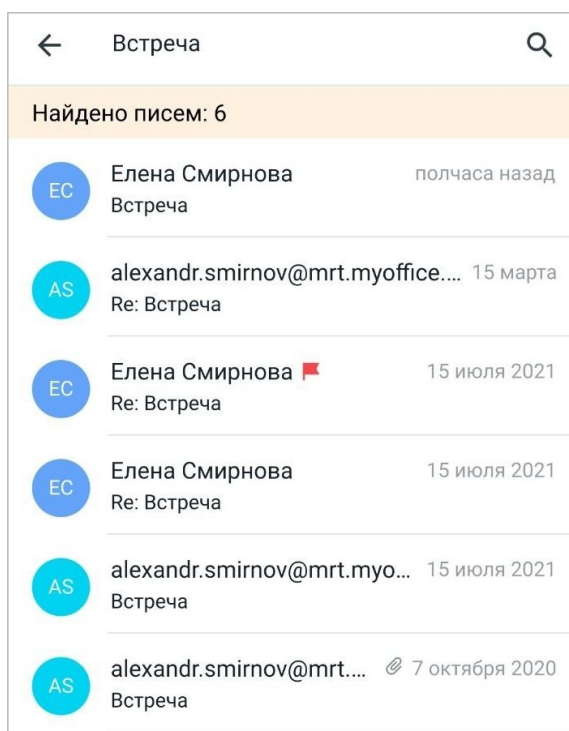 Встреча
Найдено писем: 6
ЕС Елена Смирнова полчаса назад
Встреча
AS alexandr.smirnov@mrt.myoffice.... 15 марта
Re: Встреча
ЕС Елена Смирнова 15 июля 2021
Re: Встреча
ЕС Елена Смирнова 15 июля 2021
Re: Встреча
AS alexandr.smirnov@mrt.myo... 15 июля 2021
Встреча
AS alexandr.smirnov@mrt.... 7 октября 2020
Встреча